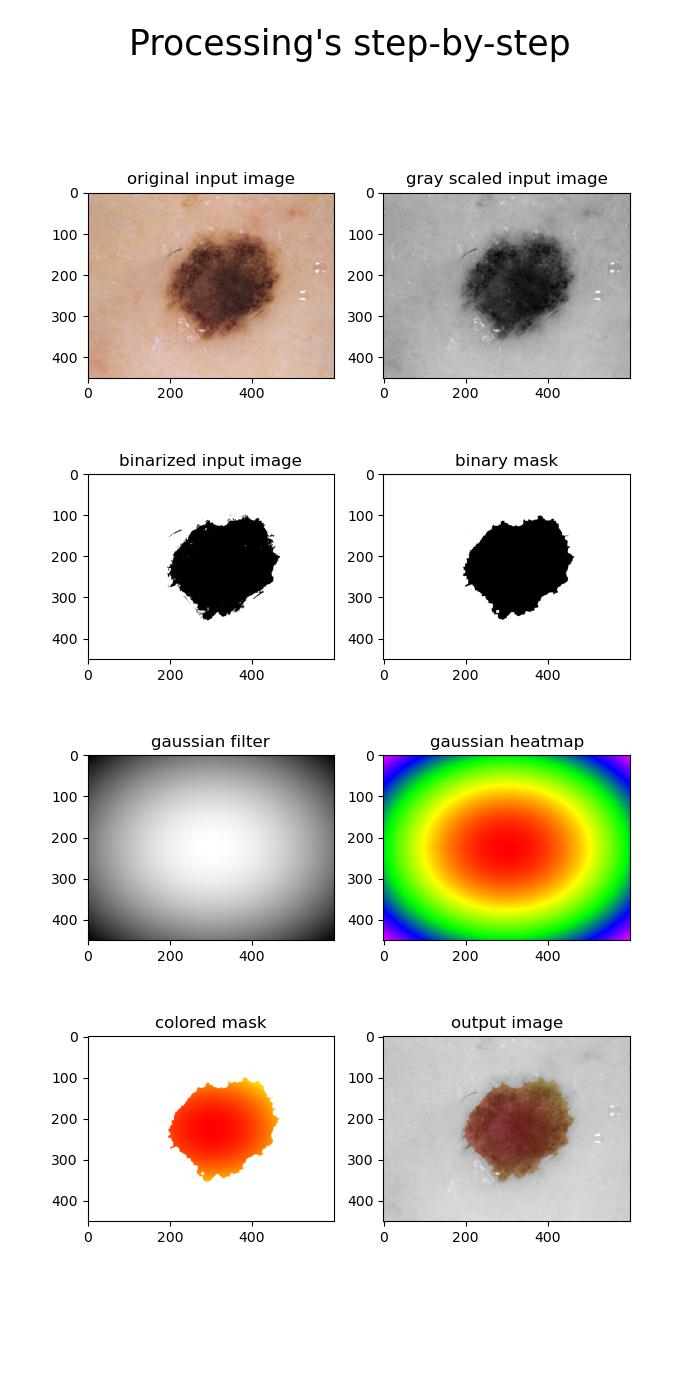 Processing's step-by-step
original input image
gray scaled input image
0
100
200
300
400
0 200 400
0
100
200
300
400
0 200 400
binarized input image
binary mask
0
100
200
300
400
0 200 400
0
100
200
300
400
0 200 400
gaussian filter
gaussian heatmap
0
100
200
300
400
0 200 400
0
100
200
300
400
0 200 400
colored mask
output image
0
100
200
300
400
0 200 400
0
100
200
300
400
0 200 400